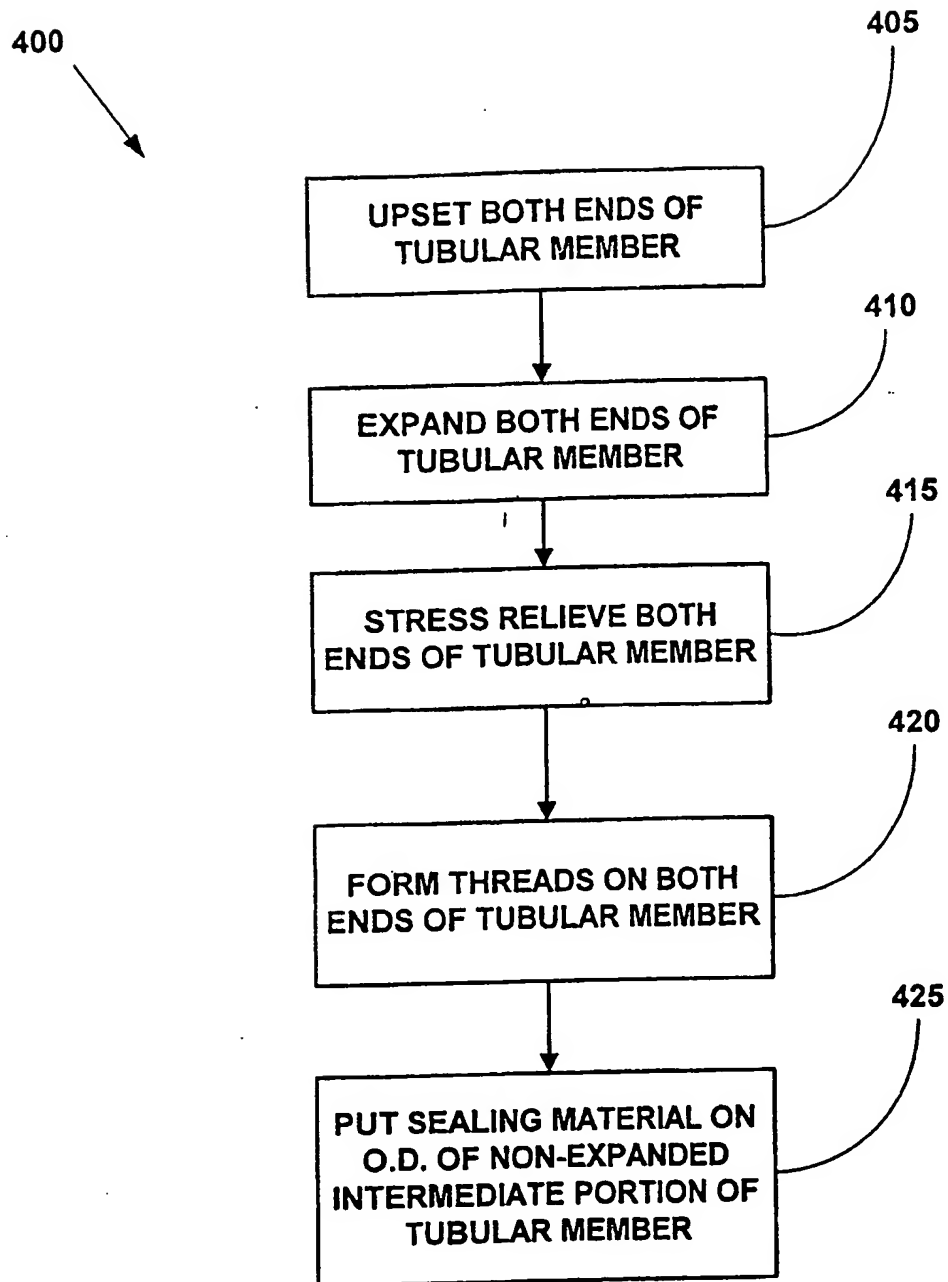 400
405
UPSET BOTH ENDS OF
TUBULAR MEMBER
410
EXPAND BOTH ENDS OF
TUBULAR MEMBER
415
STRESS RELIEVE BOTH
ENDS OF TUBULAR MEMBER
420
FORM THREADS ON BOTH
ENDS OF TUBULAR MEMBER
425
PUT SEALING MATERIAL ON
O.D. OF NON-EXPANDED
INTERMEDIATE PORTION OF
TUBULAR MEMBER